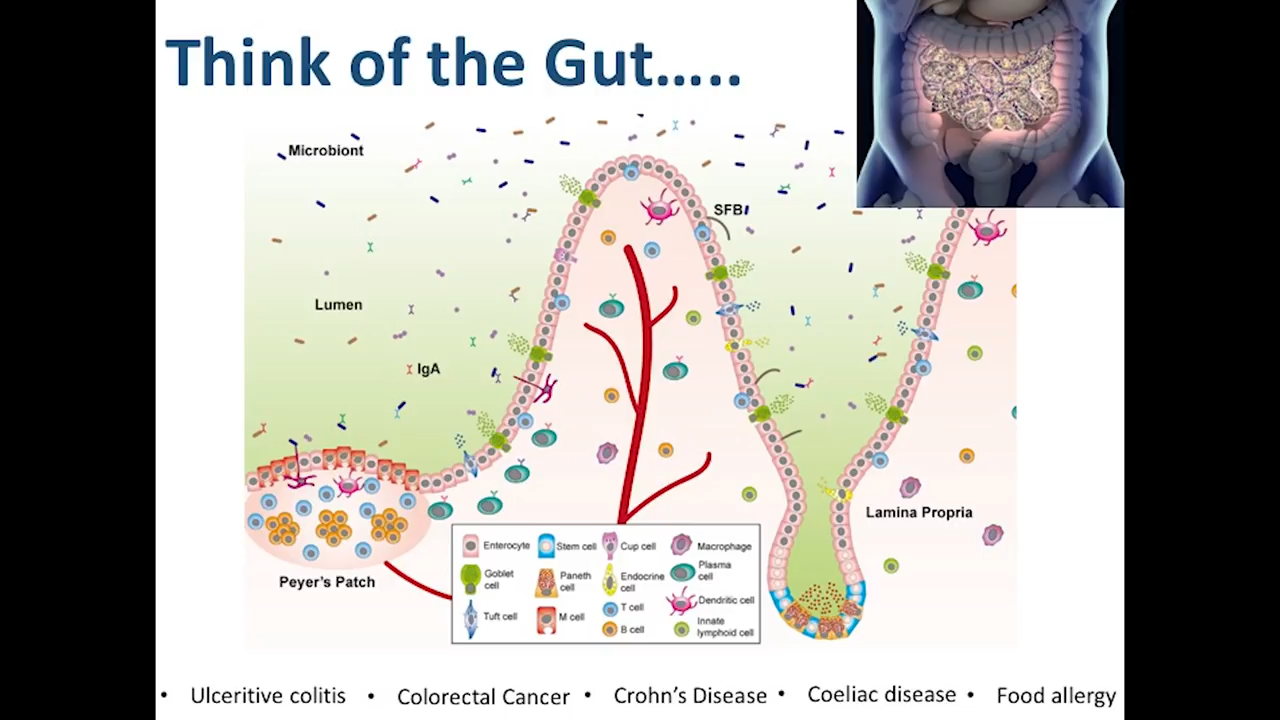 Think of the Gut.....
Microbiont
SFB
Lumen
IgA
Lamina Propria
Peyer's Patch
Enterocyte
Stem cell
Cup cell
Macrophage
Goblet
cell
Paneth
cell
Endocrine
cell
Plasma
cell
Tuft cell
M cell
T cell
B cell
Dendritic cell
Innate
lymphoid cell
• Ulceritive colitis • Colorectal Cancer • Crohn's Disease • Coeliac disease • Food allergy